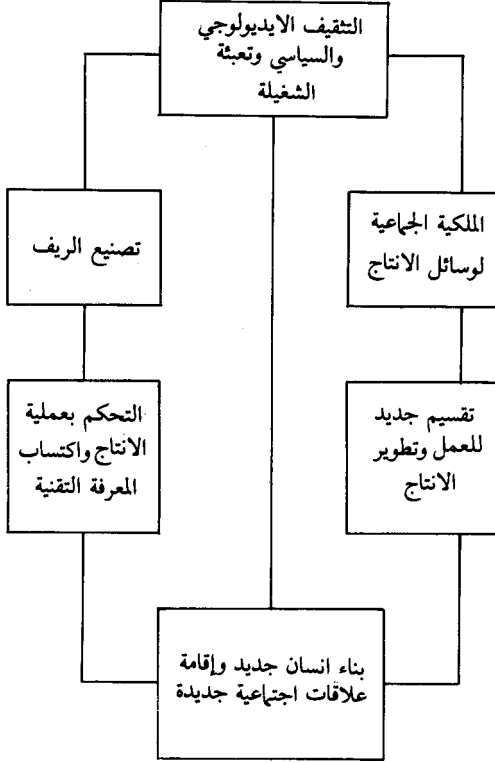 التثقيف الايديولوجي
والسياسي وتعبئة
الشغيلة
الملكية الجماعية
لوسائل الانتاج
تصنيع الريف
تقسيم جديد
للعمل وتطوير
الانتاج
التحكم بعملية
الانتاج واكتساب
المعرفة التقنية
بناء انسان جديد وإقامة
علاقات اجتماعية جديدة